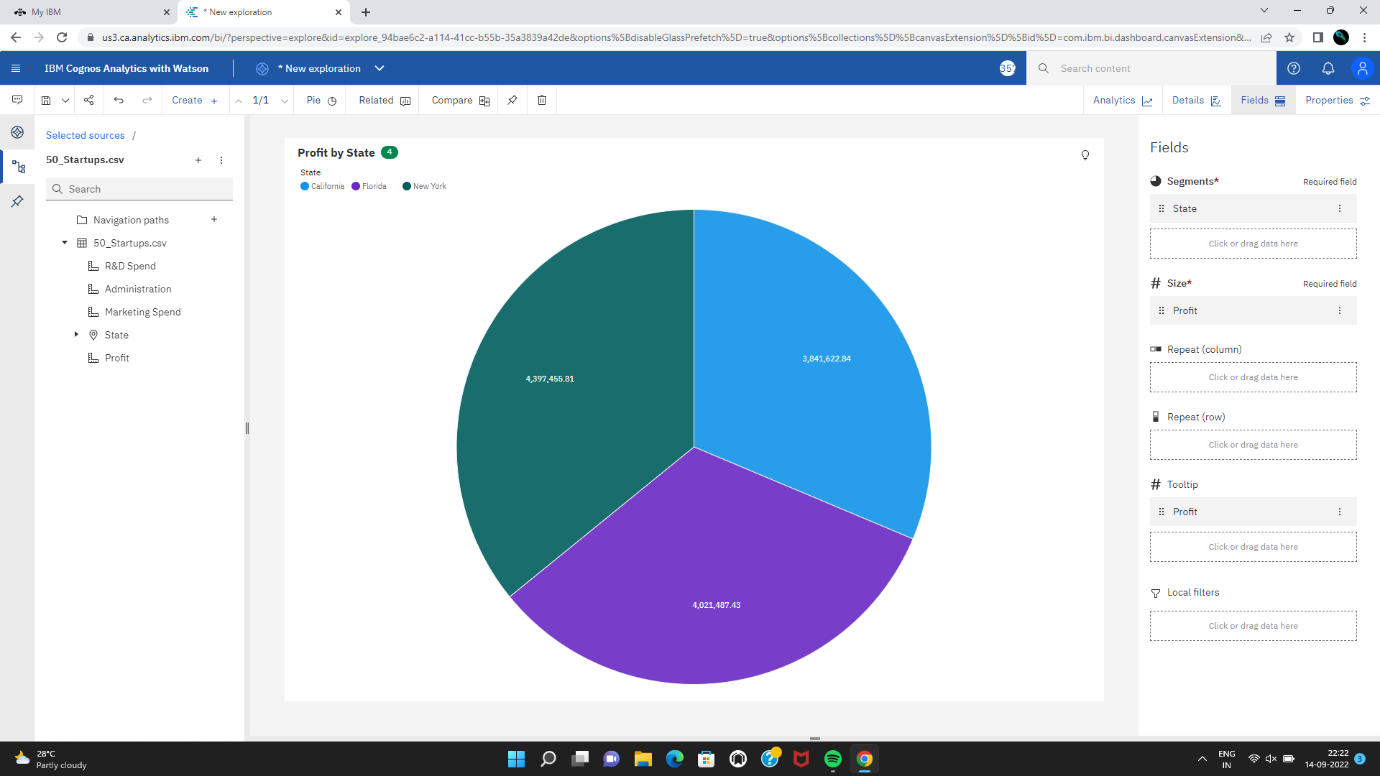 My IBM
* New exploration
us3.ca.analytics.ibm.com/bi/?perspective=explore&id=explore_94bae6c2-a114-41cc-b55b-35a3839a42de&options%5BdisableGlassPrefetch%5D=true&options%5Bcollections%5D%5BcanvasExtension%5D%5Bid%5D=com.ibm.bi.dashboard.canvasExtension&...
IBM Cognos Analytics with Watson
* New exploration
35
Search content
Create
1/1
Pie
Related
Compare
Analytics
Details
Fields
Properties
Selected sources /
50_Startups.csv
Search
Navigation paths
50_Startups.csv
R&D Spend
Administration
Marketing Spend
State
Profit
Profit by State 4
State
California Florida New York
3,841,622.84
4,397,455.81
4,021,487.43
Fields
Segments* Required field
State
Click or drag data here
Size* Required field
Profit
Repeat (column)
Click or drag data here
Repeat (row)
Click or drag data here
Tooltip
Profit
Click or drag data here
Local filters
Click or drag data here
28°C
Partly cloudy
ENG
IN
22:22
14-09-2022
3